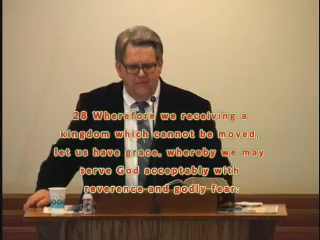 28 Wherefore we receiving a
kingdom which cannot be moved,
let us have grace, whereby we may
serve God acceptably with
reverence and godly fear: